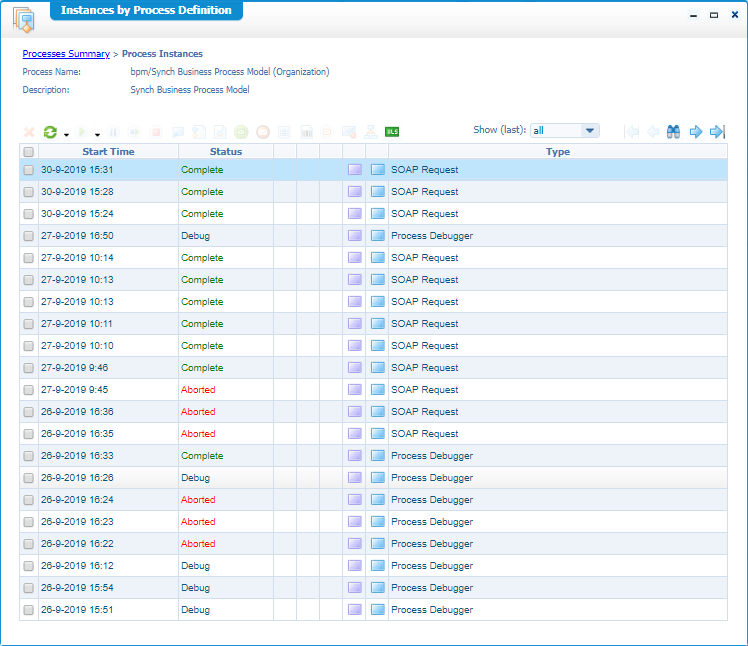 Instances by Process Definition
Processes Summary > Process Instances
Process Name: bpm/Synch Business Process Model (Organization)
Description: Synch Business Process Model
XLS Show (last): all
Start Time Status Type
30-9-2019 15:31 Complete SOAP Request
30-9-2019 15:28 Complete SOAP Request
30-9-2019 15:24 Complete SOAP Request
27-9-2019 16:50 Debug Process Debugger
27-9-2019 10:14 Complete SOAP Request
27-9-2019 10:13 Complete SOAP Request
27-9-2019 10:13 Complete SOAP Request
27-9-2019 10:11 Complete SOAP Request
27-9-2019 10:10 Complete SOAP Request
27-9-2019 9:46 Complete SOAP Request
27-9-2019 9:45 Aborted SOAP Request
26-9-2019 16:36 Aborted SOAP Request
26-9-2019 16:35 Aborted SOAP Request
26-9-2019 16:33 Complete Process Debugger
26-9-2019 16:26 Debug Process Debugger
26-9-2019 16:24 Aborted Process Debugger
26-9-2019 16:23 Aborted Process Debugger
26-9-2019 16:22 Aborted Process Debugger
26-9-2019 16:12 Debug Process Debugger
26-9-2019 15:54 Debug Process Debugger
26-9-2019 15:51 Debug Process Debugger